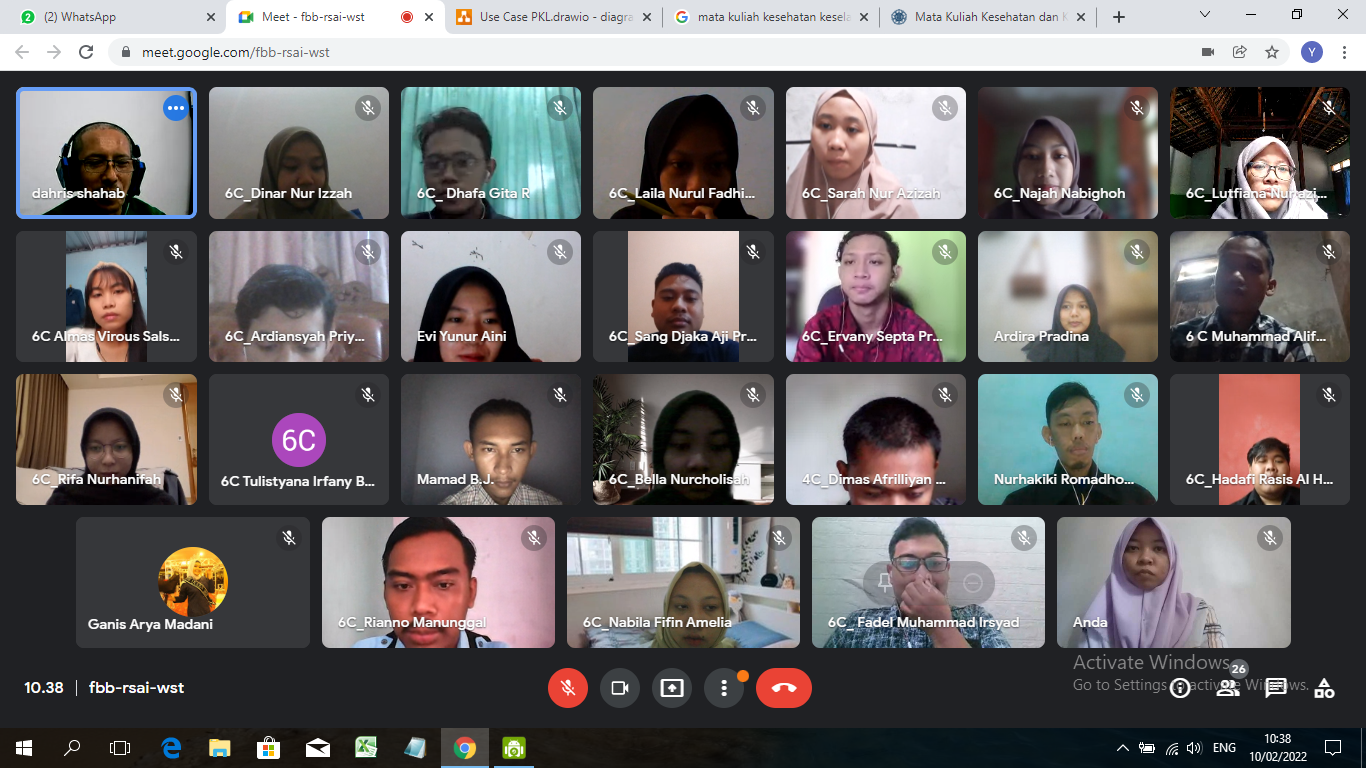 (2) WhatsApp
Meet - fbb-rsai-wst
Use Case PKL.drawio - diagra
mata kuliah kesehatan kesela
Mata Kuliah Kesehatan dan K
meet.google.com/fbb-rsai-wst
Y
dahris shahab
6C_Dinar Nur Izzah
6C_ Dhafa Gita R
6C_Laila Nurul Fadhi...
6C_Sarah Nur Azizah
6C_Najah Nabighoh
6C_Lutfiana Nur azi...
6C Almas Virous Sals...
6C_Ardiansyah Priy...
Evi Yunur Aini
6C_Sang Djaka Aji Pr...
6C_Ervany Septa Pr...
Ardira Pradina
6 C Muhammad Alif...
6C_Rifa Nurhanifah
6C
6C Tulistyana Irfany B...
Mamad B.J.
6C_Bella Nurcholisah
4C_Dimas Afrilliyan ...
Nurhakiki Romadho...
6C_Hadafi Rasis Al H...
Ganis Arya Madani
6C_Rianno Manunggal
6C_Nabila Fifin Amelia
6C_ Fadel Muhammad Irsyad
Anda
Activate Windows
Go to Settings to activate Windows.
10.38
fbb-rsai-wst
26
ENG
10:38
10/02/2022